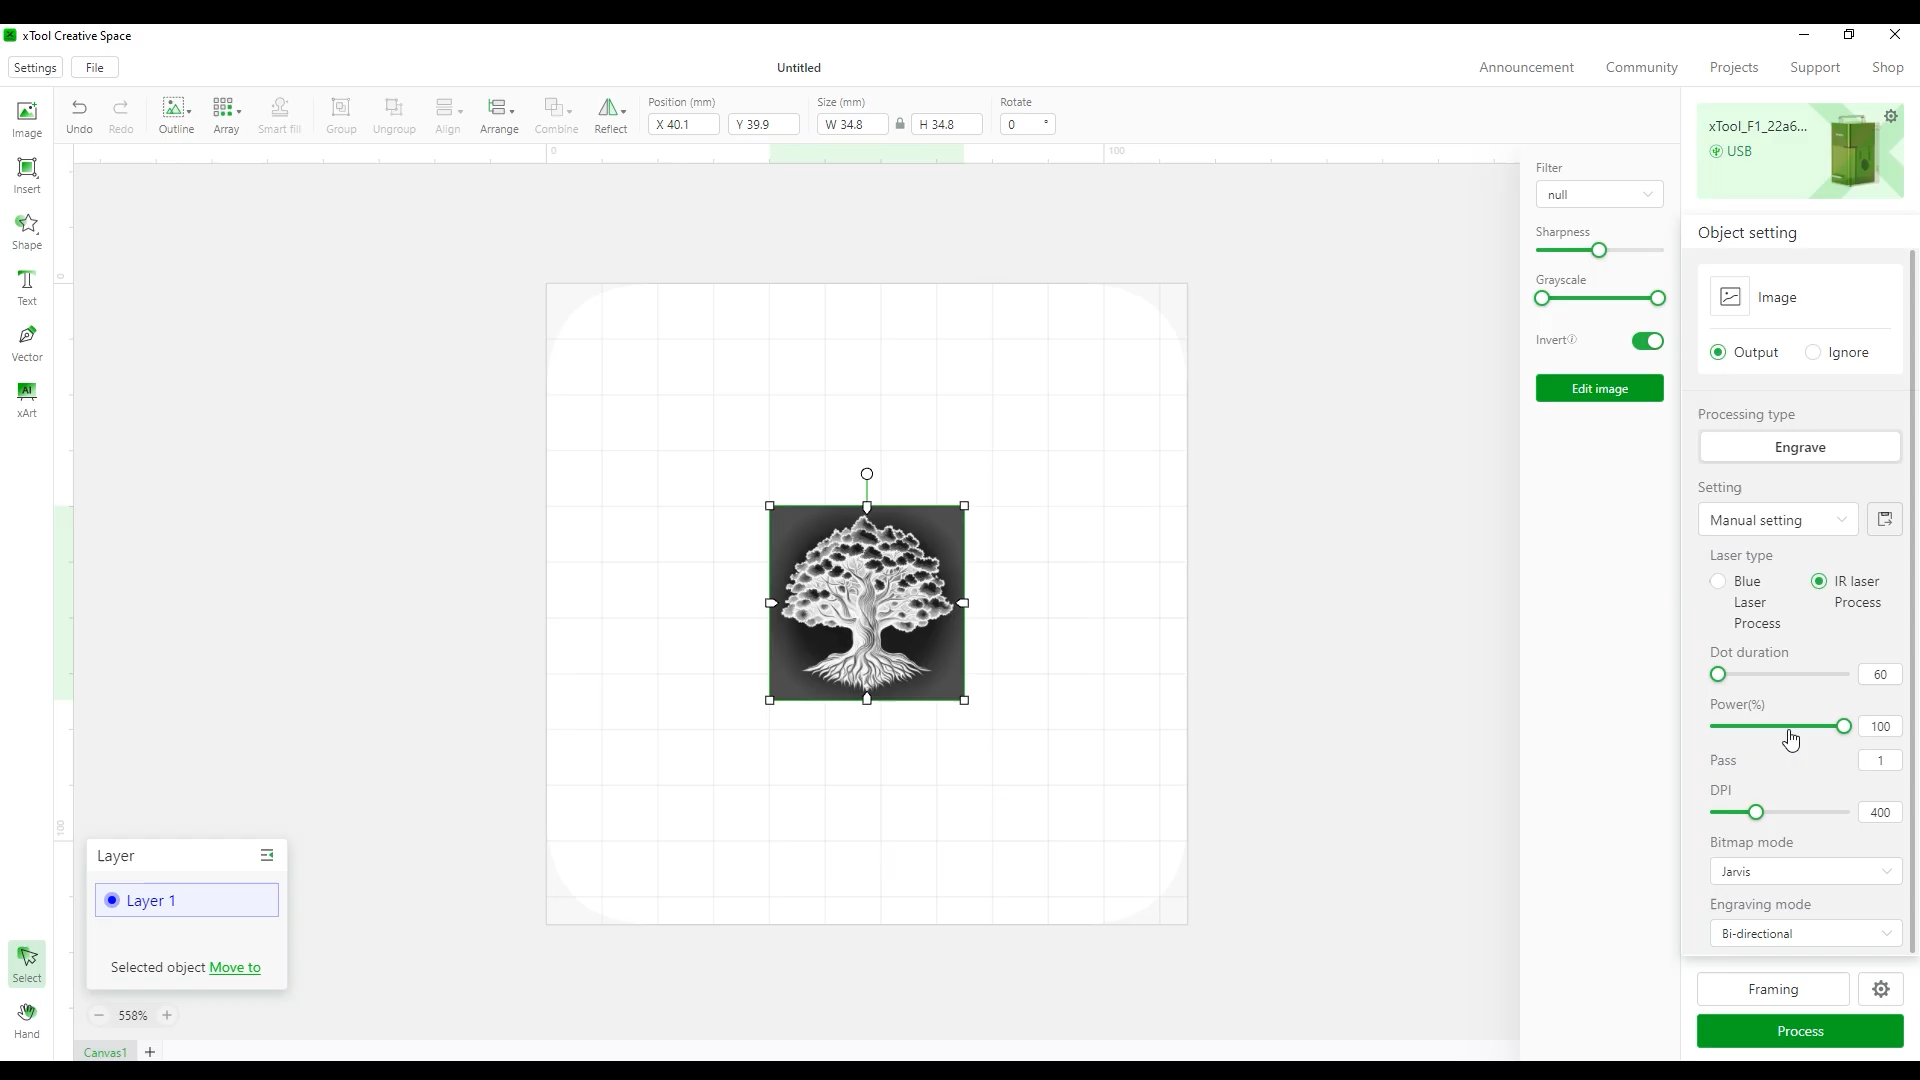 xTool Creative Space
Settings File Untitled Announcement Community Projects Support Shop
Image
Insert
Shape
Text
Vector
AI
xArt
Select
Hand
Undo Redo Outline Array Smart fill Group Ungroup Align Arrange Combine Reflect
Position (mm) Size (mm) Rotate
X 40.1 Y 39.9 W 34.8 H 34.8 0 °
0 100
0
100
Filter
null
Sharpness
Grayscale
Invert
Edit image
xTool_F1_22a6...
USB
Object setting
Image
Output Ignore
Processing type
Engrave
Setting
Manual setting
Laser type
Blue Laser Process
IR laser Process
Dot duration
60
Power(%)
100
Pass 1
DPI
400
Bitmap mode
Jarvis
Engraving mode
Bi-directional
Framing
Process
Layer
Layer 1
Selected object Move to
558%
Canvas1